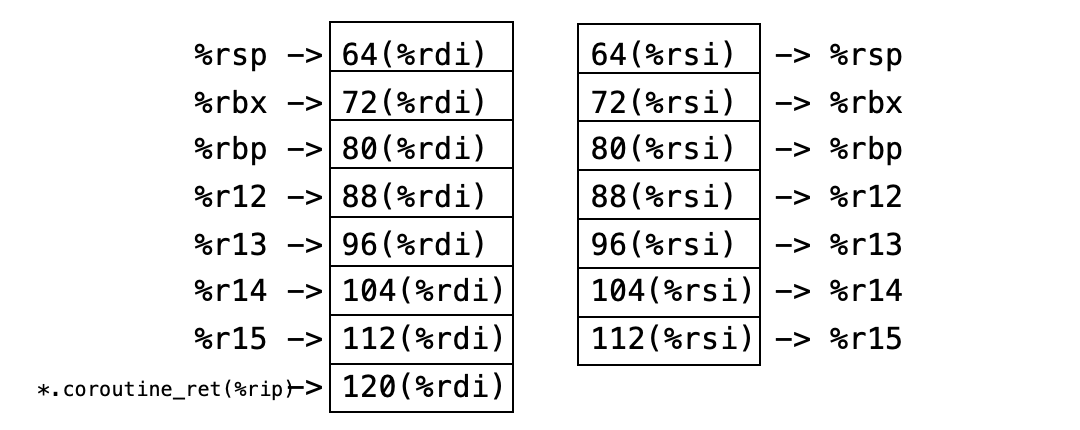 %rsp -> 64(%rdi) 64(%rsi) -> %rsp
%rbx -> 72(%rdi) 72(%rsi) -> %rbx
%rbp -> 80(%rdi) 80(%rsi) -> %rbp
%r12 -> 88(%rdi) 88(%rsi) -> %r12
%r13 -> 96(%rdi) 96(%rsi) -> %r13
%r14 -> 104(%rdi) 104(%rsi) -> %r14
%r15 -> 112(%rdi) 112(%rsi) -> %r15
*.coroutine_ret(%rip)-> 120(%rdi)